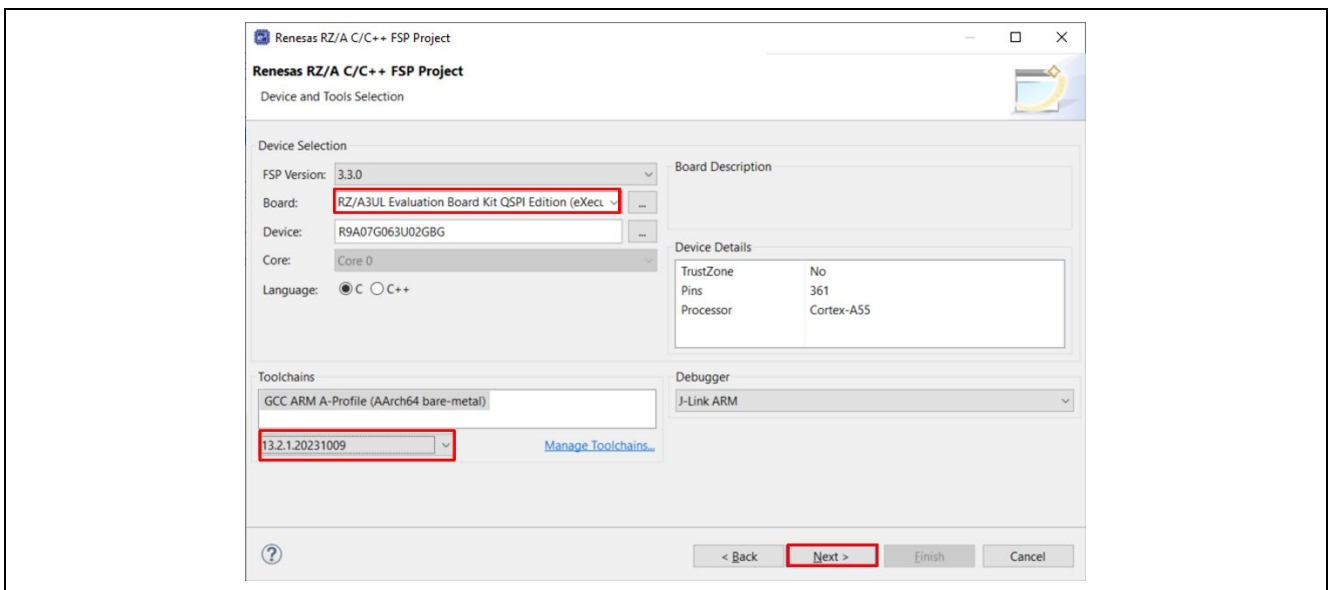 Renesas RZ/A C/C++ FSP Project
Renesas RZ/A C/C++ FSP Project
Device and Tools Selection
Device Selection
FSP Version: 3.3.0
Board: RZ/A3UL Evaluation Board Kit QSPI Edition (eXecu ...
Device: R9A07G063U02GBG ...
Core: Core 0
Language: C C++
Board Description
Device Details
TrustZone No
Pins 361
Processor Cortex-A55
Toolchains
GCC ARM A-Profile (AArch64 bare-metal)
13.2.1.20231009 Manage Toolchains...
Debugger
J-Link ARM
? < Back Next > Finish Cancel